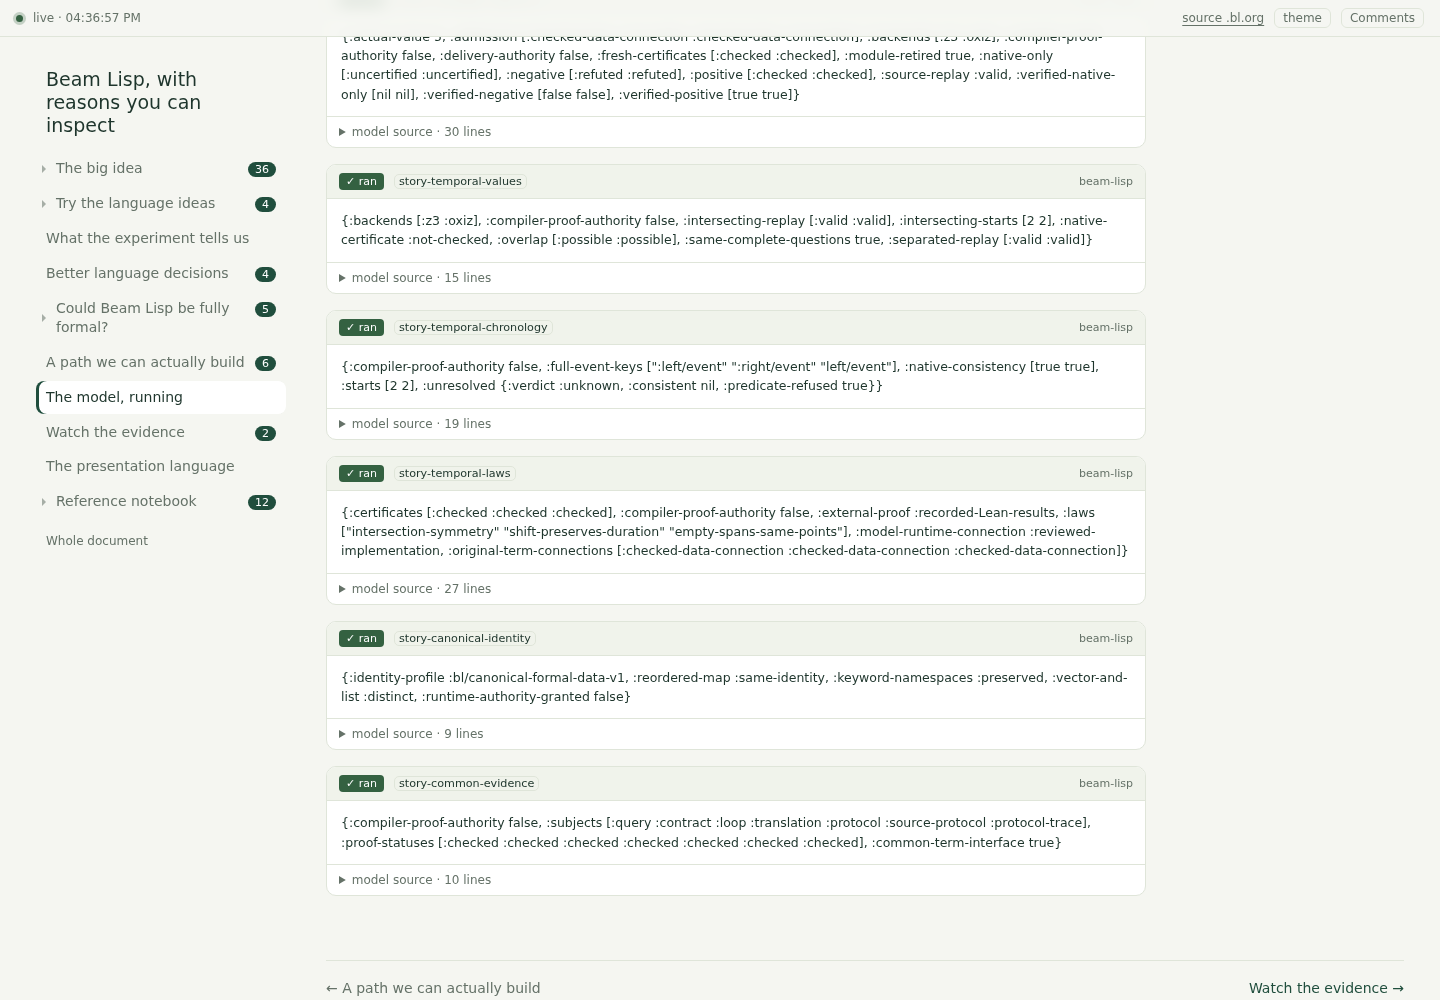 live · 04:36:57 PM
source .bl.org
theme
Comments
Beam Lisp, with
reasons you can
inspect
The big idea 36
Try the language ideas 4
What the experiment tells us
Better language decisions 4
Could Beam Lisp be fully
formal? 5
A path we can actually build 6
The model, running
Watch the evidence 2
The presentation language
Reference notebook 12
Whole document
{:actual-value 5, :admission [:checked-data-connection :checked-data-connection], :backends [:z3 :oxiz], :compiler-proof-
authority false, :delivery-authority false, :fresh-certificates [:checked :checked], :module-retired true, :native-only
[:uncertified :uncertified], :negative [:refuted :refuted], :positive [:checked :checked], :source-replay :valid, :verified-native-
only [nil nil], :verified-negative [false false], :verified-positive [true true]}
model source · 30 lines
✓ ran story-temporal-values beam-lisp
{:backends [:z3 :oxiz], :compiler-proof-authority false, :intersecting-replay [:valid :valid], :intersecting-starts [2 2], :native-
certificate :not-checked, :overlap [:possible :possible], :same-complete-questions true, :separated-replay [:valid :valid]}
model source · 15 lines
✓ ran story-temporal-chronology beam-lisp
{:compiler-proof-authority false, :full-event-keys [":left/event" ":right/event" "left/event"], :native-consistency [true true],
:starts [2 2], :unresolved {:verdict :unknown, :consistent nil, :predicate-refused true}}
model source · 19 lines
✓ ran story-temporal-laws beam-lisp
{:certificates [:checked :checked :checked], :compiler-proof-authority false, :external-proof :recorded-Lean-results, :laws
["intersection-symmetry" "shift-preserves-duration" "empty-spans-same-points"], :model-runtime-connection :reviewed-
implementation, :original-term-connections [:checked-data-connection :checked-data-connection :checked-data-connection]}
model source · 27 lines
✓ ran story-canonical-identity beam-lisp
{:identity-profile :bl/canonical-formal-data-v1, :reordered-map :same-identity, :keyword-namespaces :preserved, :vector-and-
list :distinct, :runtime-authority-granted false}
model source · 9 lines
✓ ran story-common-evidence beam-lisp
{:compiler-proof-authority false, :subjects [:query :contract :loop :translation :protocol :source-protocol :protocol-trace],
:proof-statuses [:checked :checked :checked :checked :checked :checked :checked], :common-term-interface true}
model source · 10 lines
← A path we can actually build
Watch the evidence →